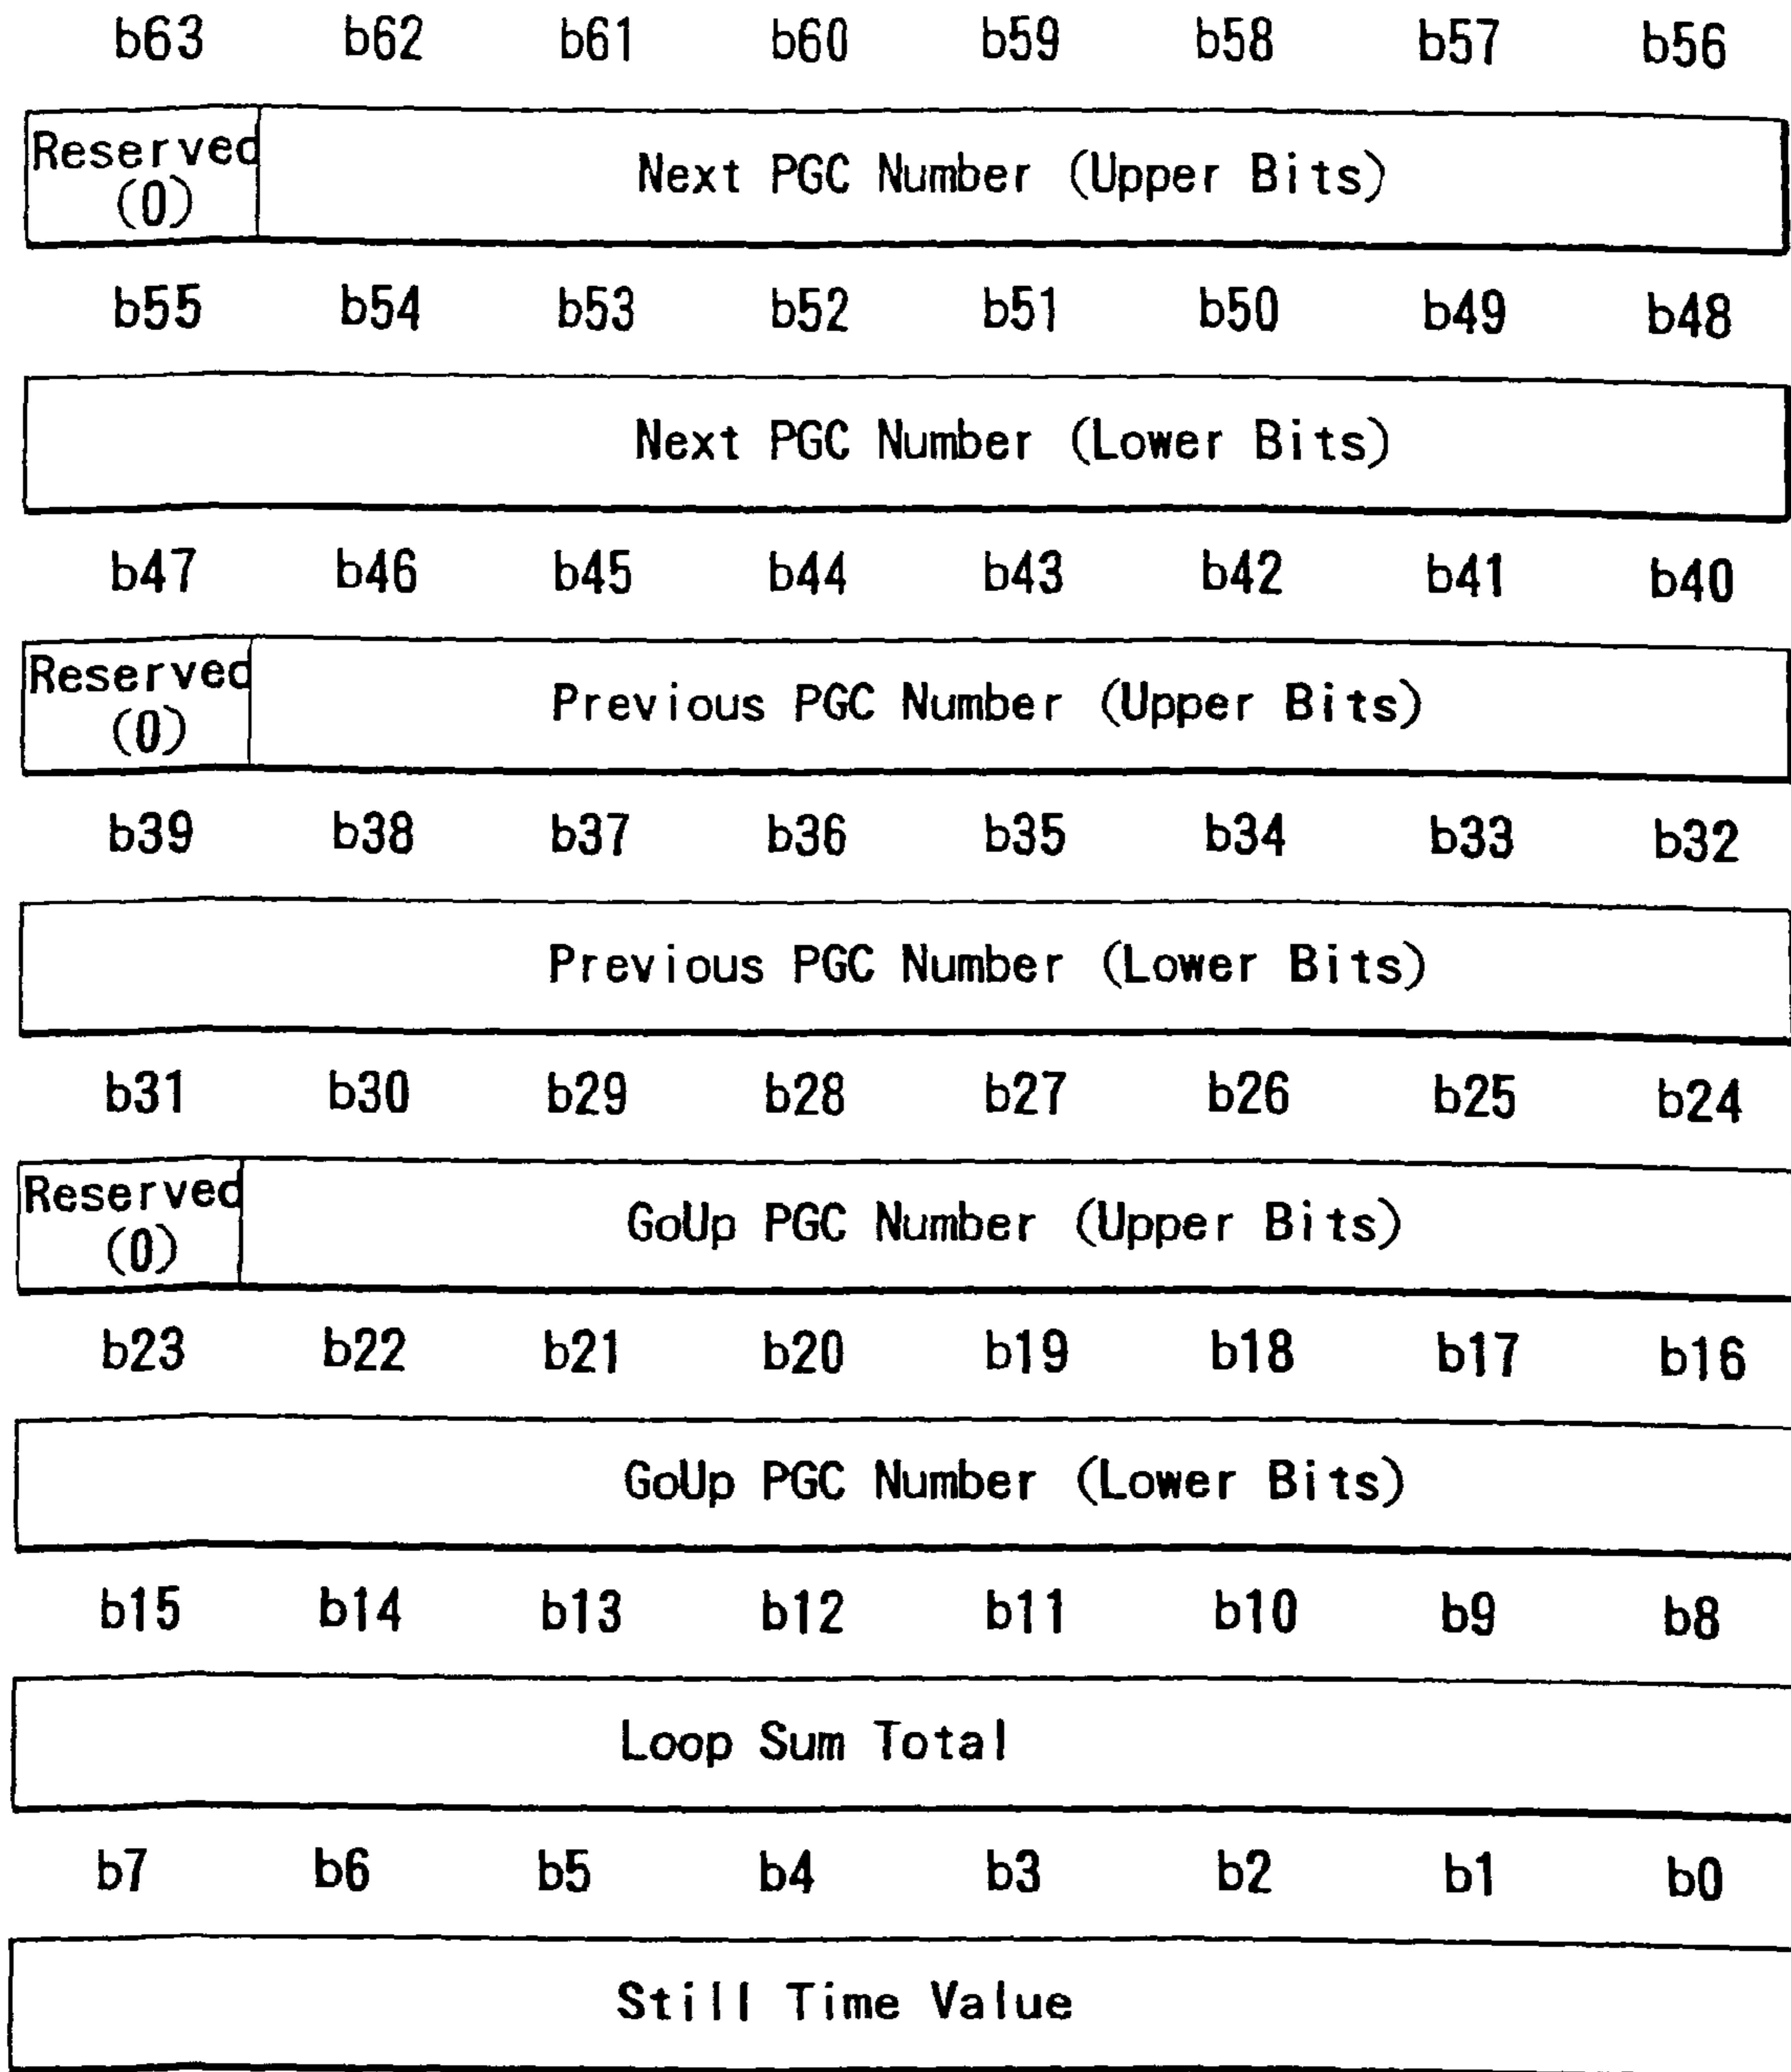 b63 b62 b61 b60 b59 b58 b57 b56
Reserved
(0)
Next PGC Number (Upper Bits)
b55 b54 b53 b52 b51 b50 b49 b48
Next PGC Number (Lower Bits)
b47 b46 b45 b44 b43 b42 b41 b40
Reserved
(0)
Previous PGC Number (Upper Bits)
b39 b38 b37 b36 b35 b34 b33 b32
Previous PGC Number (Lower Bits)
b31 b30 b29 b28 b27 b26 b25 b24
Reserved
(0)
GoUp PGC Number (Upper Bits)
b23 b22 b21 b20 b19 b18 b17 b16
GoUp PGC Number (Lower Bits)
b15 b14 b13 b12 b11 b10 b9 b8
Loop Sum Total
b7 b6 b5 b4 b3 b2 b1 b0
Still Time Value